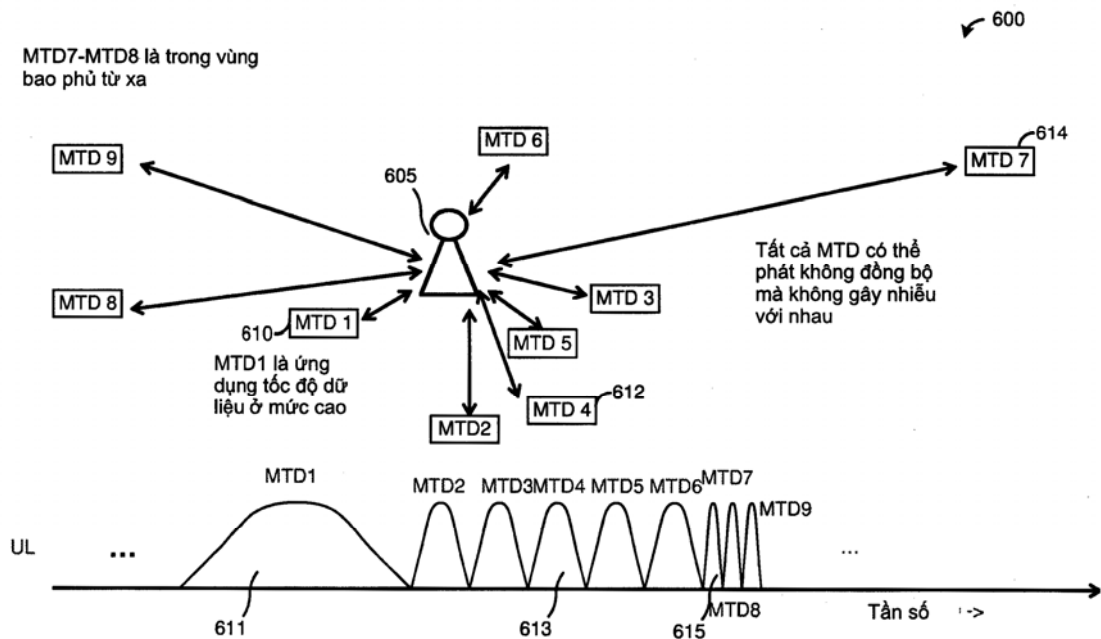 600
MTD7-MTD8 là trong vùng
bao phủ từ xa
MTD 9
MTD 6
614
MTD 7
605
MTD 8
610
MTD 1
MTD 3
MTD 5
Tất cả MTD có thể
phát không đồng bộ
mà không gây nhiễu
với nhau
MTD1 là ứng
dụng tốc độ dữ
liệu ở mức cao
MTD2
MTD 4
612
MTD1
MTD2
MTD3
MTD4
MTD5
MTD6
MTD7
MTD9
UL
...
...
611
613
615
MTD8
Tần số
->